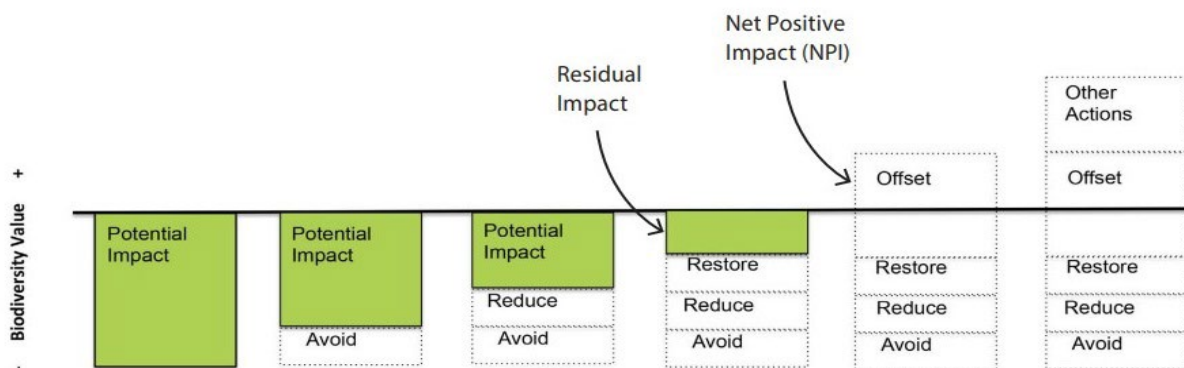 Net Positive
Impact (NPI)
Residual
Impact
Other
Actions
Biodiversity Value +
-
Offset
Offset
Potential
Impact
Potential
Impact
Potential
Impact
Restore
Restore
Restore
Reduce
Reduce
Reduce
Reduce
Avoid
Avoid
Avoid
Avoid
Avoid